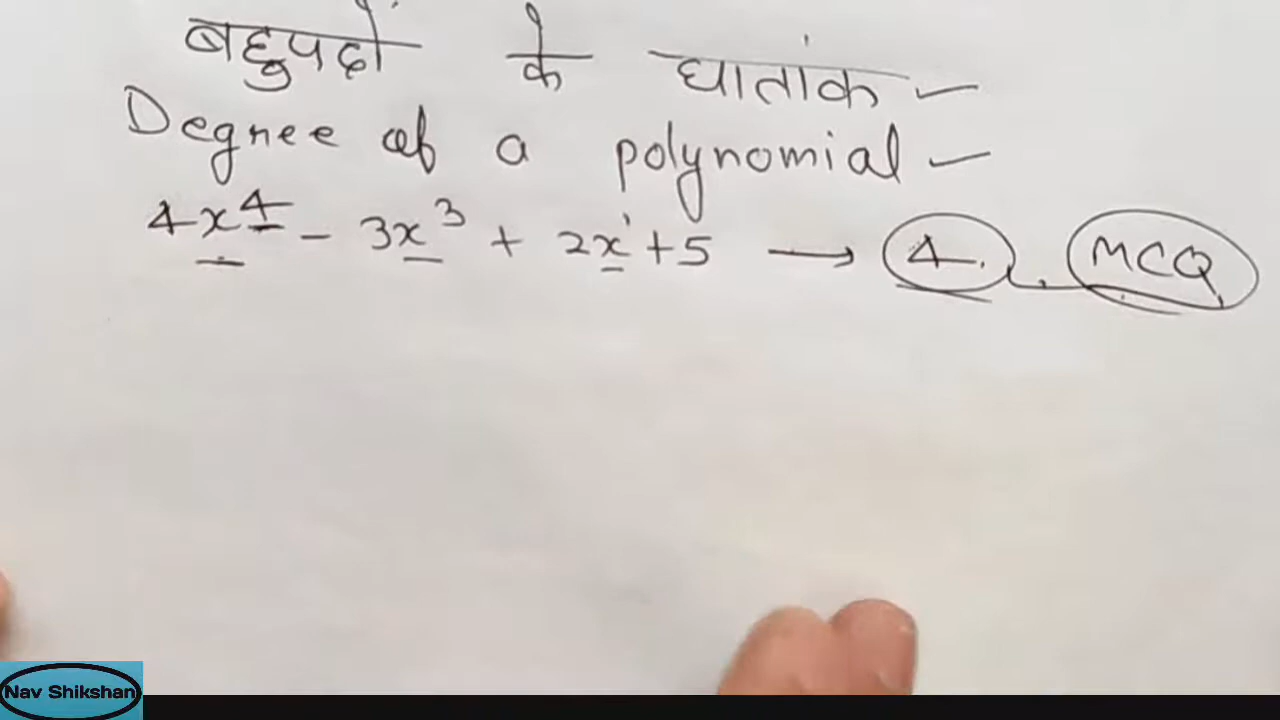 बहुपदों के घातांक -
Degree of a polynomial -
4x⁴ - 3x³ + 2x¹ + 5 → 4. MCQ
Nav Shikshan